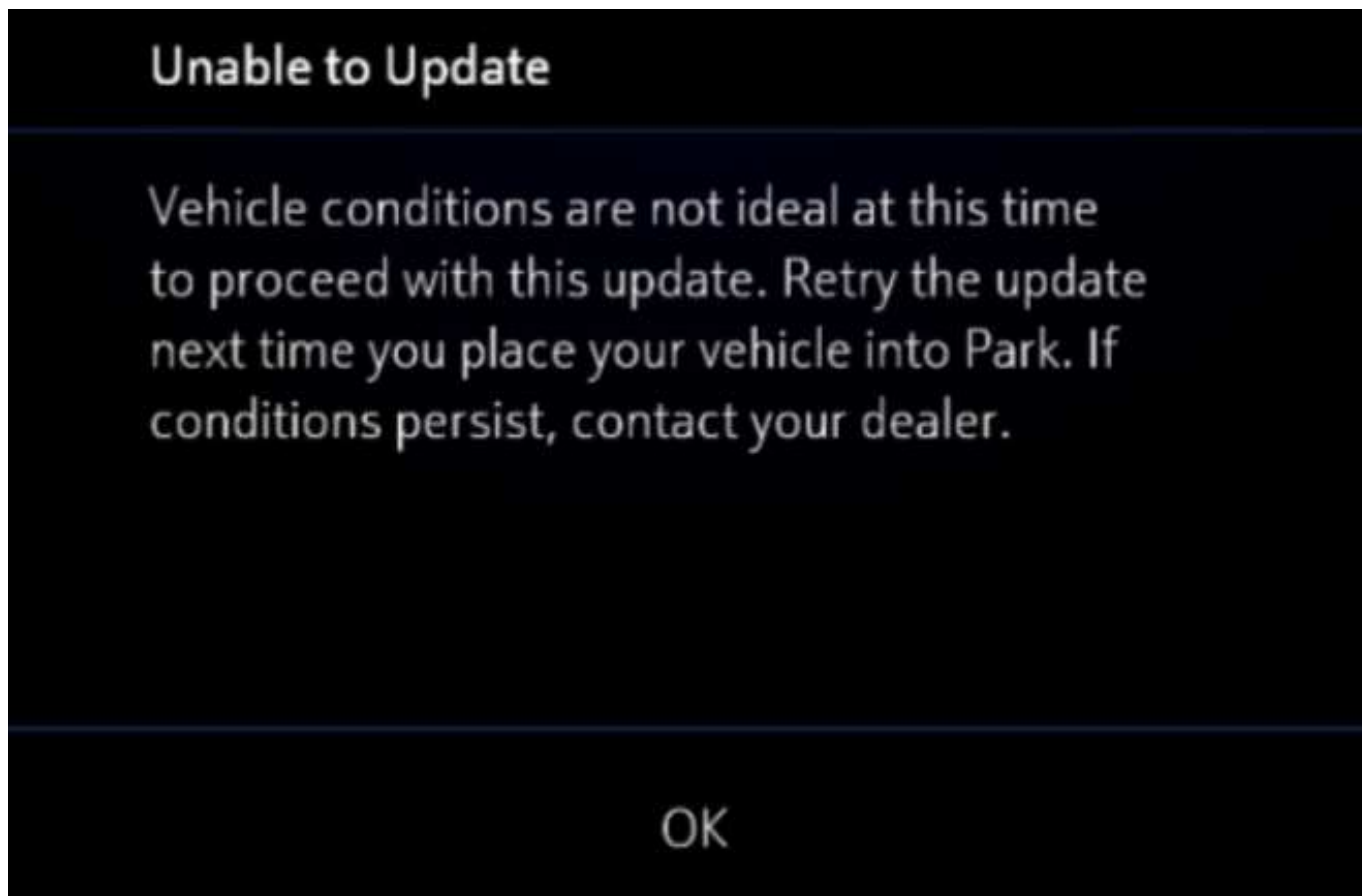 Unable to Update
Vehicle conditions are not ideal at this time
to proceed with this update. Retry the update
next time you place your vehicle into Park. If
conditions persist, contact your dealer.
OK